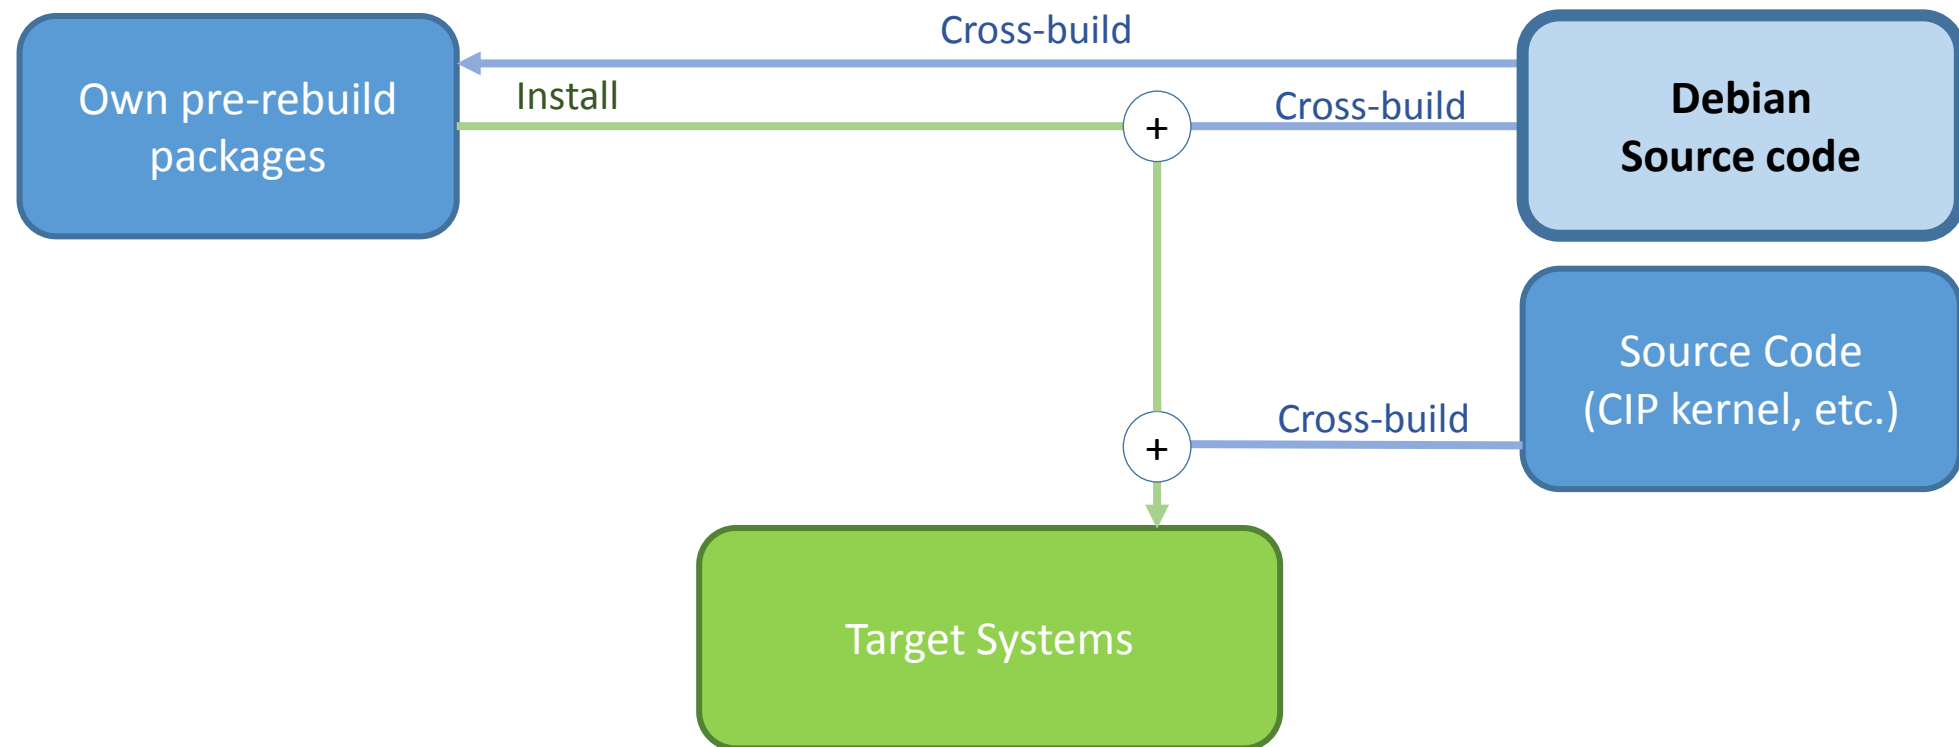 Cross-build
Own pre-rebuild
packages
Install
+
Cross-build
Debian
Source code
Source Code
(CIP kernel, etc.)
+
Cross-build
Target Systems